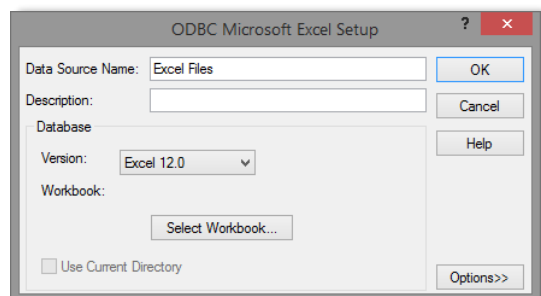 ODBC Microsoft Excel Setup
?
×
Data Source Name: Excel Files
OK
Description:
Cancel
Database
Help
Version: Excel 12.0
Workbook:
Select Workbook...
Use Current Directory
Options>>